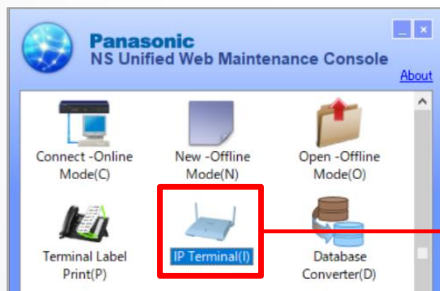 Panasonic
NS Unified Web Maintenance Console
About
Connect -Online
Mode(C)
New -Offline
Mode(N)
Open -Offline
Mode(O)
Terminal Label
Print(P)
IP Terminal(I)
Database
Converter(D)